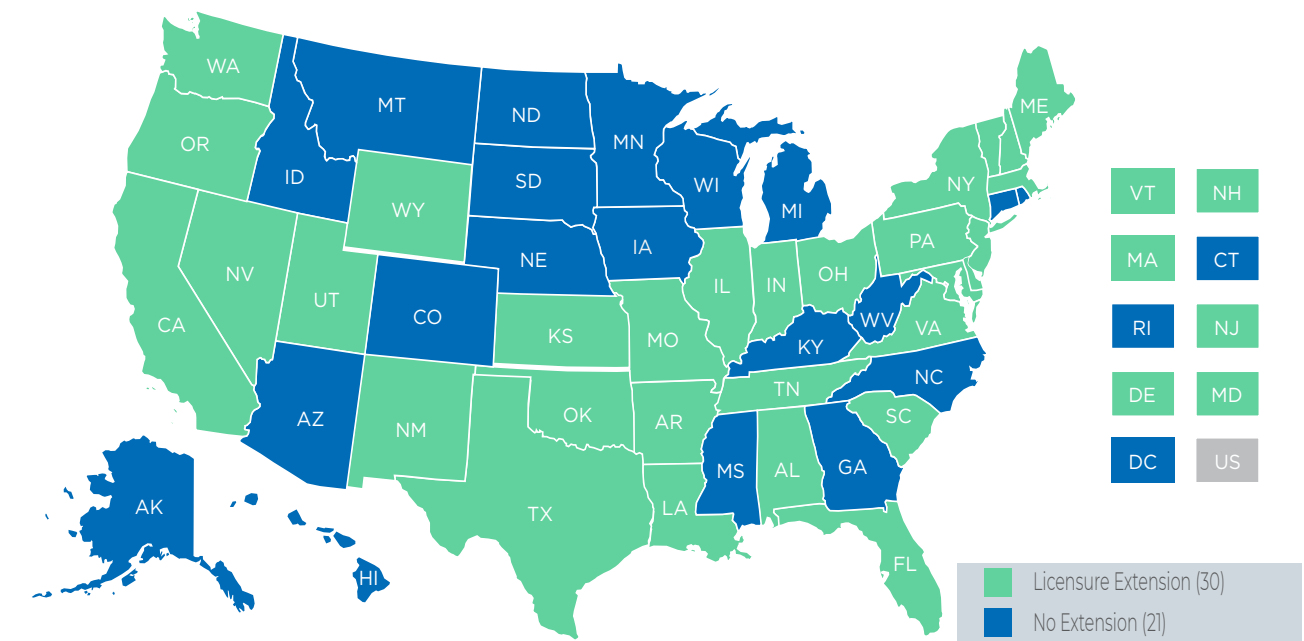 WA
MT
ME
ND
MN
OR
ID
SD
WI
NY
WY
MI
VT
NH
PA
IA
MA
CT
NE
NV
OH
IL
IN
UT
CO
CA
WV
VA
RI
NJ
KS
MO
KY
NC
TN
DE
MD
AZ
OK
SC
NM
AR
MS
AL
GA
DC
US
AK
LA
TX
FL
HI
Licensure Extension (30)
No Extension (21)